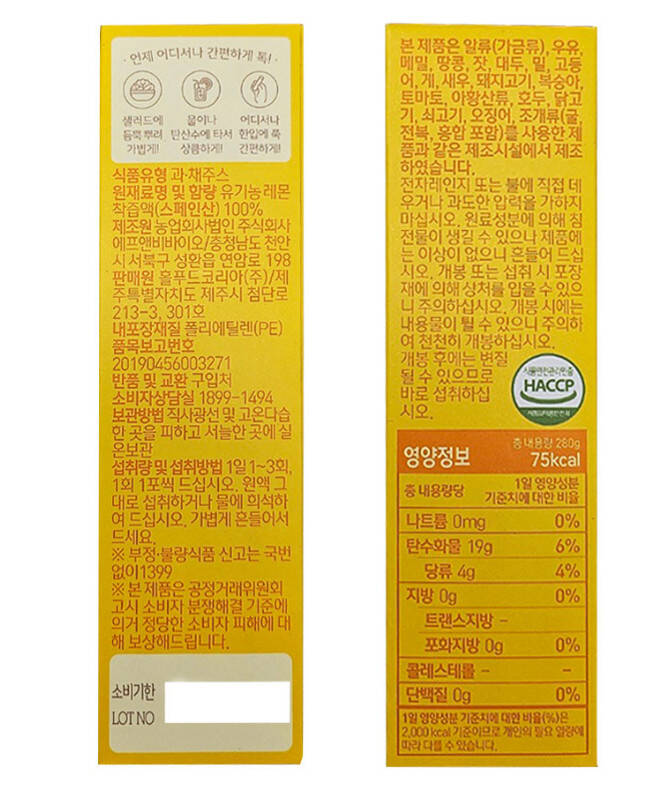 언제 어디서나 간편하게 톡!
샐러드에
듬뿍 뿌려
가볍게!
물이나
탄산수에 타서
상큼하게!
어디서나
한입에 쭉
간편하게!
식품유형 과·채주스
원재료명 및 함량 유기농레몬
착즙액(스페인산) 100%
제조원 농업회사법인 주식회사
에프앤비바이오/충청남도 천안
시 서북구 성환읍 연암로 198
판매원 홀푸드코리아(주)/제
주특별자치도 제주시 첨단로
213-3, 301호
내포장재질 폴리에틸렌(PE)
품목보고번호
20190456003271
반품 및 교환 구입처
소비자상담실 1899-1494
보관방법 직사광선 및 고온다습
한 곳을 피하고 서늘한 곳에 실
온보관
섭취량 및 섭취방법 1일 1~3회,
1회 1포씩 드십시오. 원액 그
대로 섭취하거나 물에 희석하
여 드십시오. 가볍게 흔들어서
드세요.
※ 부정·불량식품 신고는 국번
없이1399
※ 본 제품은 공정거래위원회
고시 소비자 분쟁해결 기준에
의거 정당한 소비자 피해에 대
해 보상해드립니다.
소비기한
LOT NO
본 제품은 알류(가금류), 우유,
메밀, 땅콩, 잣, 대두, 밀, 고등
어, 게, 새우, 돼지고기, 복숭아,
토마토, 아황산류, 호두, 닭고
기, 쇠고기, 오징어, 조개류(굴,
전복, 홍합 포함)를 사용한 제
품과 같은 제조시설에서 제조
하였습니다.
전자레인지 또는 불에 직접 데
우거나 과도한 압력을 가하지
마십시오. 원료성분에 의해 침
전물이 생길 수 있으나 제품에
는 이상이 없으니 흔들어 드십
시오. 개봉 또는 섭취 시 포장
재에 의해 상처를 입을 수 있으
니 주의하십시오. 개봉 시에는
내용물이 튈 수 있으니 주의하
여 천천히 개봉하십시오.
개봉 후에는 변질
될 수 있으므로
바로 섭취하십
시오.
식품안전관리인증
HACCP
식품의약품안전처
영양정보
총 내용량 280g
75kcal
총 내용량당
1일 영양성분
기준치에 대한 비율
나트륨 0mg 0%
탄수화물 19g 6%
당류 4g 4%
지방 0g 0%
트랜스지방 -
포화지방 0g 0%
콜레스테롤 - -
단백질 0g 0%
1일 영양성분 기준치에 대한 비율(%)은
2,000 kcal 기준이므로 개인의 필요 열량에
따라 다를 수 있습니다.